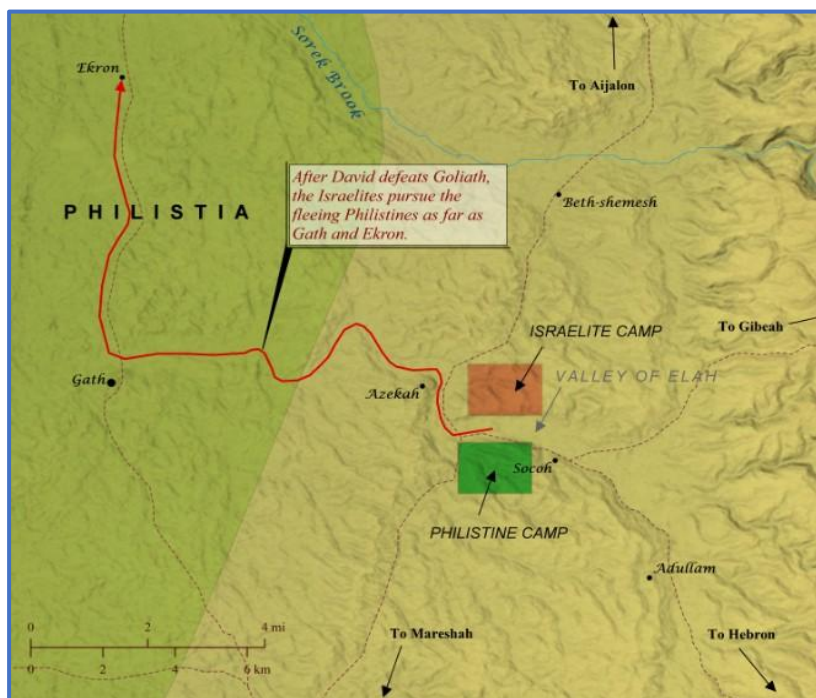 Ekron
Sorek Brook
To Aijalon
After David defeats Goliath,
the Israelites pursue the
fleeing Philistines as far as
Gath and Ekron.
Beth-shemesh
PHILISTIA
To Gibeah
ISRAELITE CAMP
VALLEY OF ELAH
Gath
Azekah
Socoh
PHILISTINE CAMP
Adullam
0 2 4 mi
0 2 4 6 km
To Mareshah
To Hebron